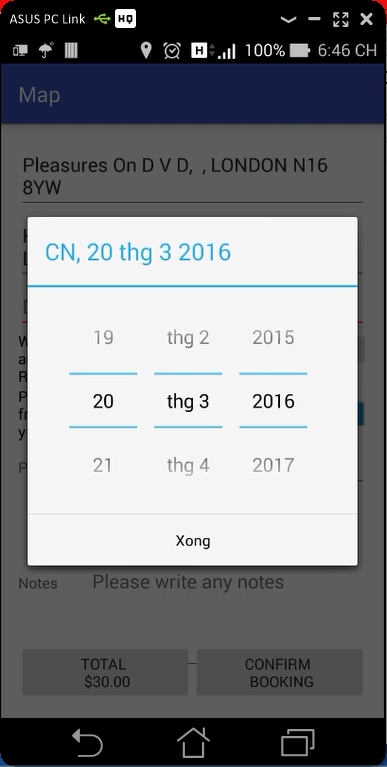 ASUS PC Link HQ
H 100% 6:46 CH
Map
Pleasures On D V D, , LONDON N16
8YW
CN, 20 thg 3 2016
19 thg 2 2015
20 thg 3 2016
21 thg 4 2017
Xong
Notes Please write any notes
TOTAL
$30.00
CONFIRM
BOOKING